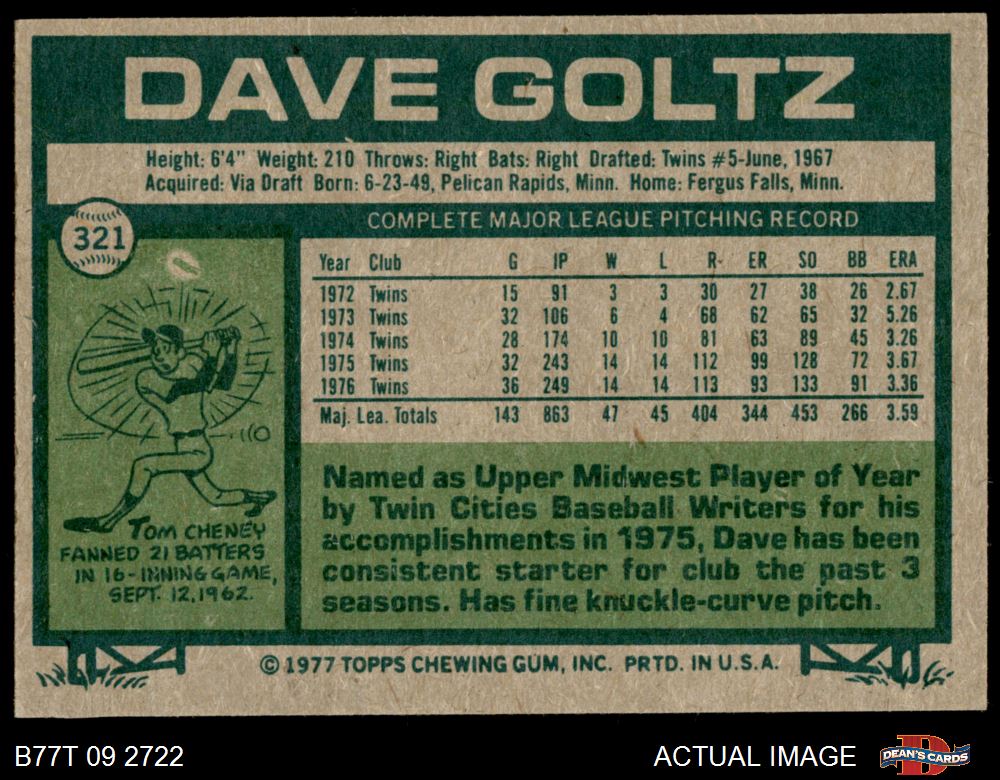 DAVE GOLTZ
Height: 6'4" Weight: 210 Throws: Right Bats: Right Drafted: Twins #5-June, 1967
Acquired: Via Draft Born: 6-23-49, Pelican Rapids, Minn. Home: Fergus Falls, Minn.
321
COMPLETE MAJOR LEAGUE PITCHING RECORD
Year Club G IP W L R ER SO BB ERA
1972 Twins 15 91 3 3 30 27 38 26 2.67
1973 Twins 32 106 6 4 68 62 65 32 5.26
1974 Twins 28 174 10 10 81 63 89 45 3.26
1975 Twins 32 243 14 14 112 99 128 72 3.67
1976 Twins 36 249 14 14 113 93 133 91 3.36
Maj. Lea. Totals 143 863 47 45 404 344 453 266 3.59
TOM CHENEY
FANNED 21 BATTERS
IN 16-INNING GAME,
SEPT. 12, 1962.
Named as Upper Midwest Player of Year
by Twin Cities Baseball Writers for his
accomplishments in 1975, Dave has been
consistent starter for club the past 3
seasons. Has fine knuckle-curve pitch.
© 1977 TOPPS CHEWING GUM, INC. PRTD. IN U.S.A.
B77T 09 2722
ACTUAL IMAGE
DEAN'S CARDS